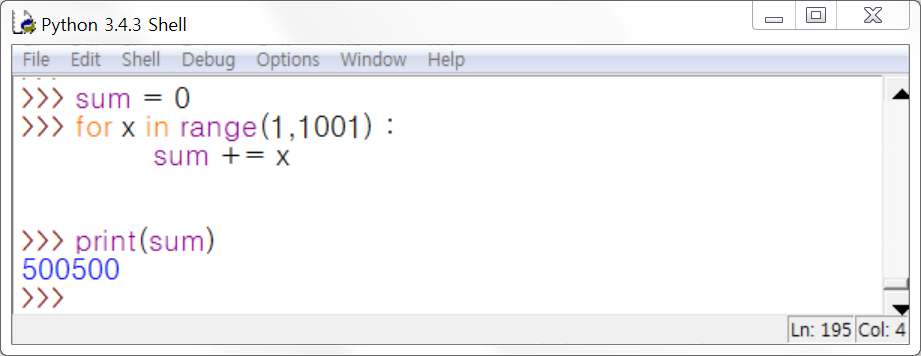 Python 3.4.3 Shell
File Edit Shell Debug Options Window Help
>>> sum = 0
>>> for x in range(1,1001) :
            sum += x
>>> print(sum)
500500
>>>
Ln: 195 Col: 4